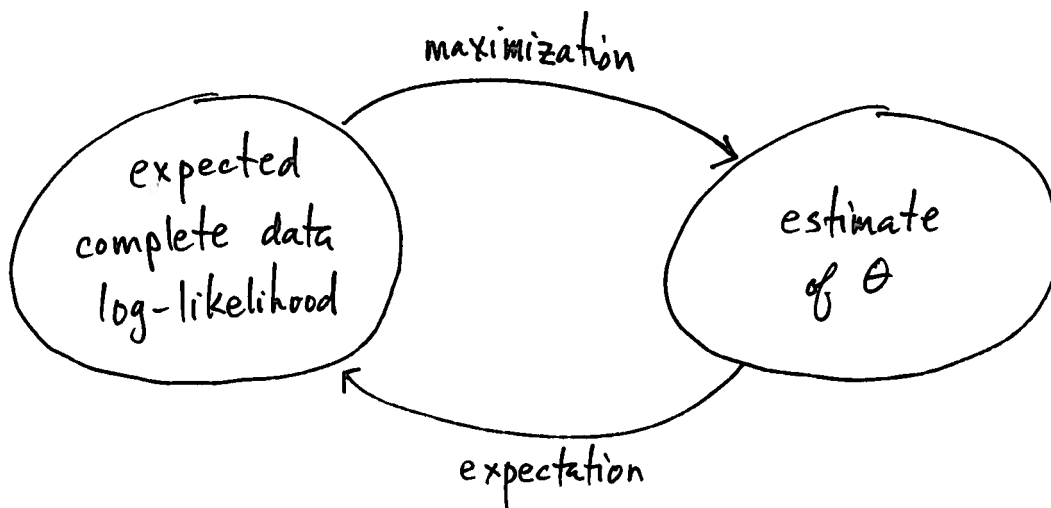 maximization
expected
complete data
log-likelihood
estimate
of θ
expectation